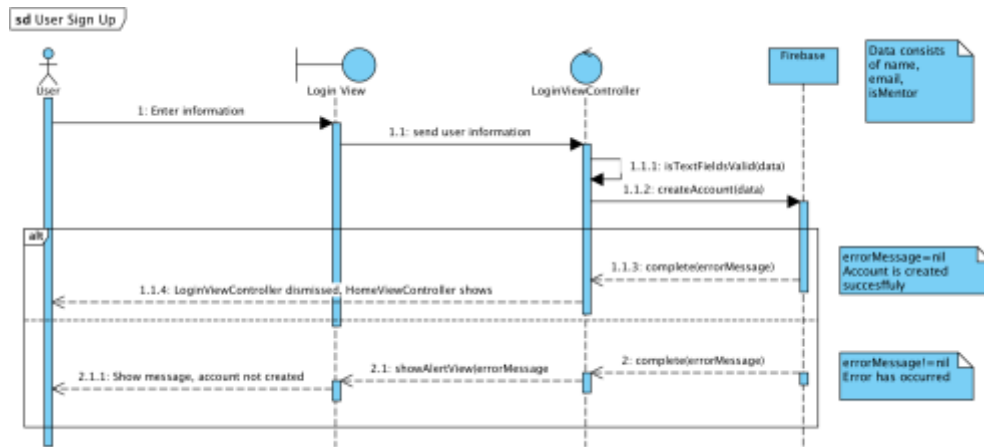 sd User Sign Up
User
Login View
LoginViewController
Firebase
Data consists
of name,
email,
isMentor
1: Enter information
1.1: send user information
1.1.1: isTextFieldsValid(data)
1.1.2: createAccount(data)
alt
1.1.3: complete(errorMessage)
errorMessage=nil
Account is created
succesffuly
1.1.4: LoginViewController dismissed, HomeViewController shows
2: complete(errorMessage)
2.1: showAlertView(errorMessage
2.1.1: Show message, account not created
errorMessage!=nil
Error has occurred